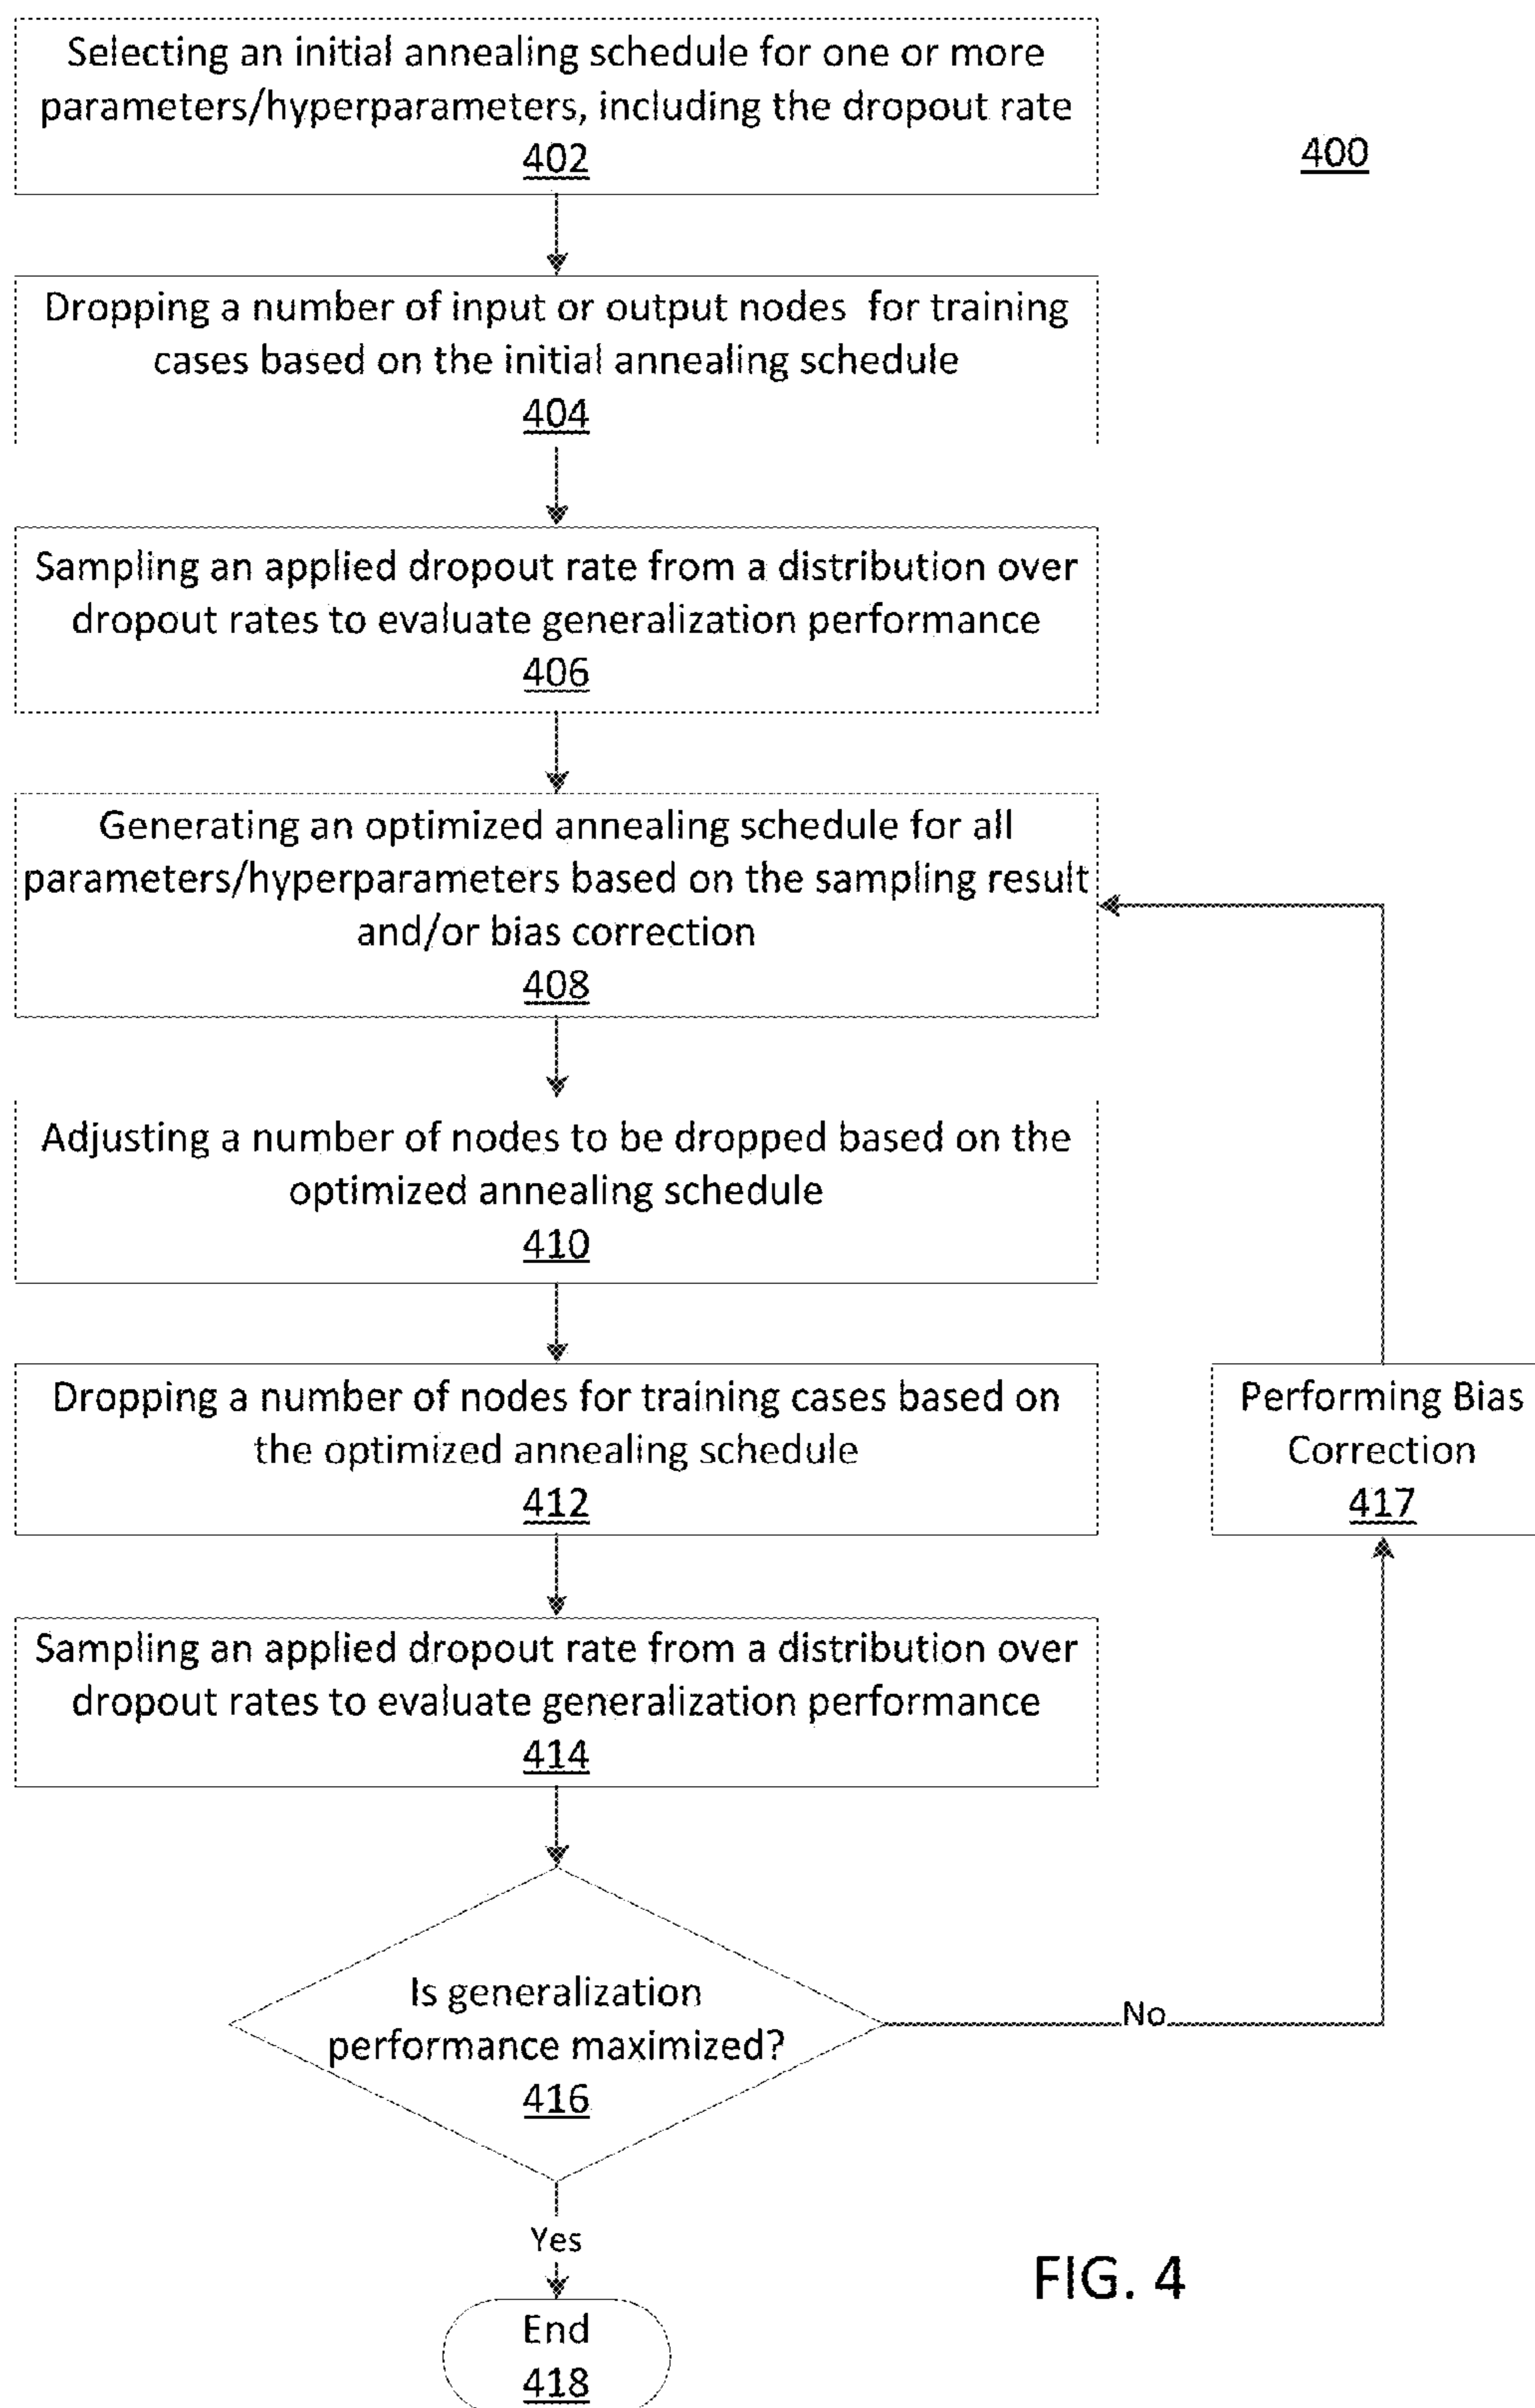 Selecting an initial annealing schedule for one or more
parameters/hyperparameters, including the dropout rate
402
400
Dropping a number of input or output nodes for training
cases based on the initial annealing schedule
404
Sampling an applied dropout rate from a distribution over
dropout rates to evaluate generalization performance
406
Generating an optimized annealing schedule for all
parameters/hyperparameters based on the sampling result
and/or bias correction
408
Adjusting a number of nodes to be dropped based on the
optimized annealing schedule
410
Dropping a number of nodes for training cases based on
the optimized annealing schedule
412
Performing Bias
Correction
417
Sampling an applied dropout rate from a distribution over
dropout rates to evaluate generalization performance
414
Is generalization
performance maximized?
416
No
Yes
End
418
FIG. 4